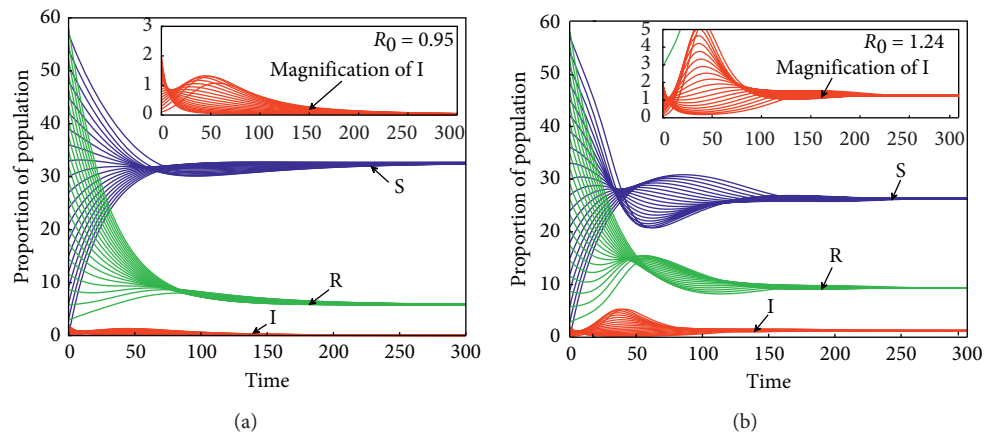 60
50
40
30
20
10
0
Proportion of population
0 50 100 150 200 250 300
Time
3
2
1
0
0 50 100 150 200 250 300
R0 = 0.95
Magnification of I
S
R
I
(a)
60
50
40
30
20
10
0
Proportion of population
0 50 100 150 200 250 300
Time
5
4
3
2
1
0
0 50 100 150 200 250 300
R0 = 1.24
Magnification of I
S
R
I
(b)